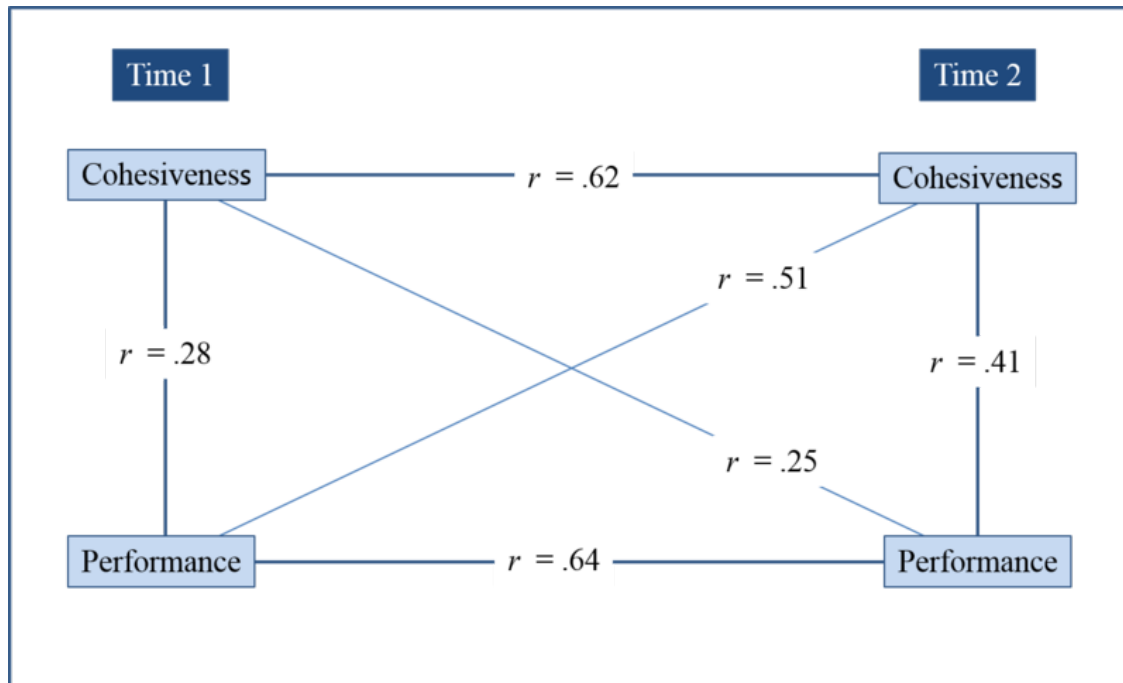 Time 1
Time 2
Cohesiveness
r = .62
Cohesiveness
r = .51
r = .28
r = .41
r = .25
Performance
r = .64
Performance